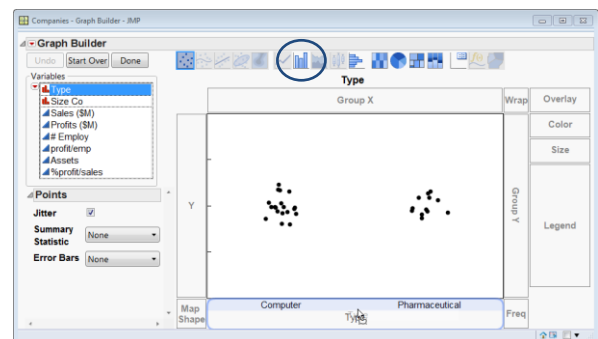 Companies - Graph Builder - JMP
Graph Builder
Undo Start Over Done
Variables
Type
Size Co
Sales ($M)
Profits ($M)
# Employ
profit/emp
Assets
%profit/sales
Points
Jitter
Summary Statistic None
Error Bars None
Type
Group X
Wrap
Overlay
Color
Size
Y
Group Y
Legend
Map Shape
Computer Pharmaceutical
Type
Freq